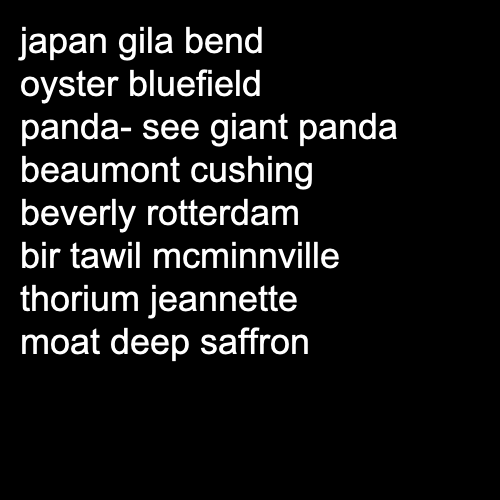 japan gila bend
oyster bluefield
panda- see giant panda
beaumont cushing
beverly rotterdam
bir tawil mcminnville
thorium jeannette
moat deep saffron